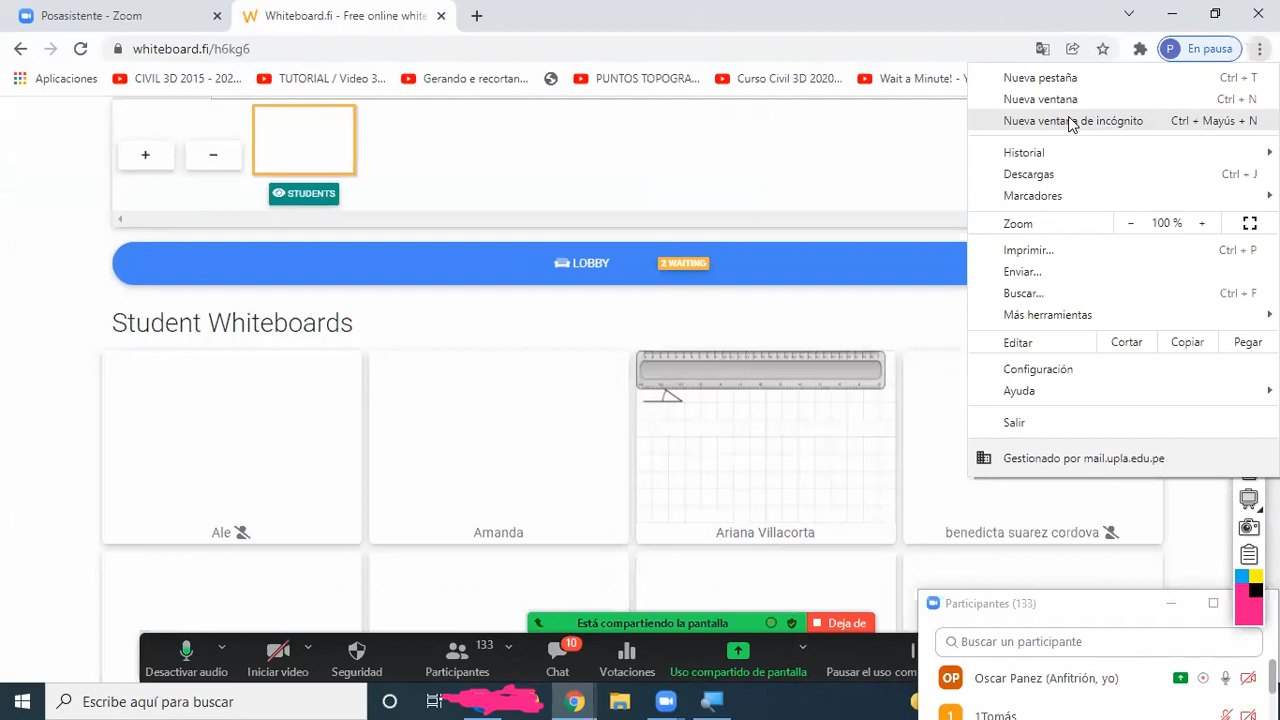 Posasistente - Zoom
Whiteboard.fi - Free online white
whiteboard.fi/h6kg6
P En pausa
Aplicaciones
CIVIL 3D 2015 - 202...
TUTORIAL / Video 3...
Gerando e recortan...
PUNTOS TOPOGRA...
Curso Civil 3D 2020...
Wait a Minute! - V
Nueva pestaña Ctrl + T
Nueva ventana Ctrl + N
Nueva ventana de incógnito Ctrl + Mayús + N
Historial
Descargas Ctrl + J
Marcadores
Zoom − 100 % +
Imprimir... Ctrl + P
Enviar...
Buscar... Ctrl + F
Más herramientas
Editar Cortar Copiar Pegar
Configuración
Ayuda
Salir
Gestionado por mail.upla.edu.pe
+ −
STUDENTS
LOBBY 2 WAITING
Student Whiteboards
Ale
Amanda
Ariana Villacorta
benedicta suarez cordova
Está compartiendo la pantalla
Deja de
Desactivar audio
Iniciar video
Seguridad
133
Participantes
10
Chat
Votaciones
Uso compartido de pantalla
Pausar el uso com
Participantes (133)
Buscar un participante
OP Oscar Panez (Anfitrión, yo)
1 1Tomás
Escribe aquí para buscar